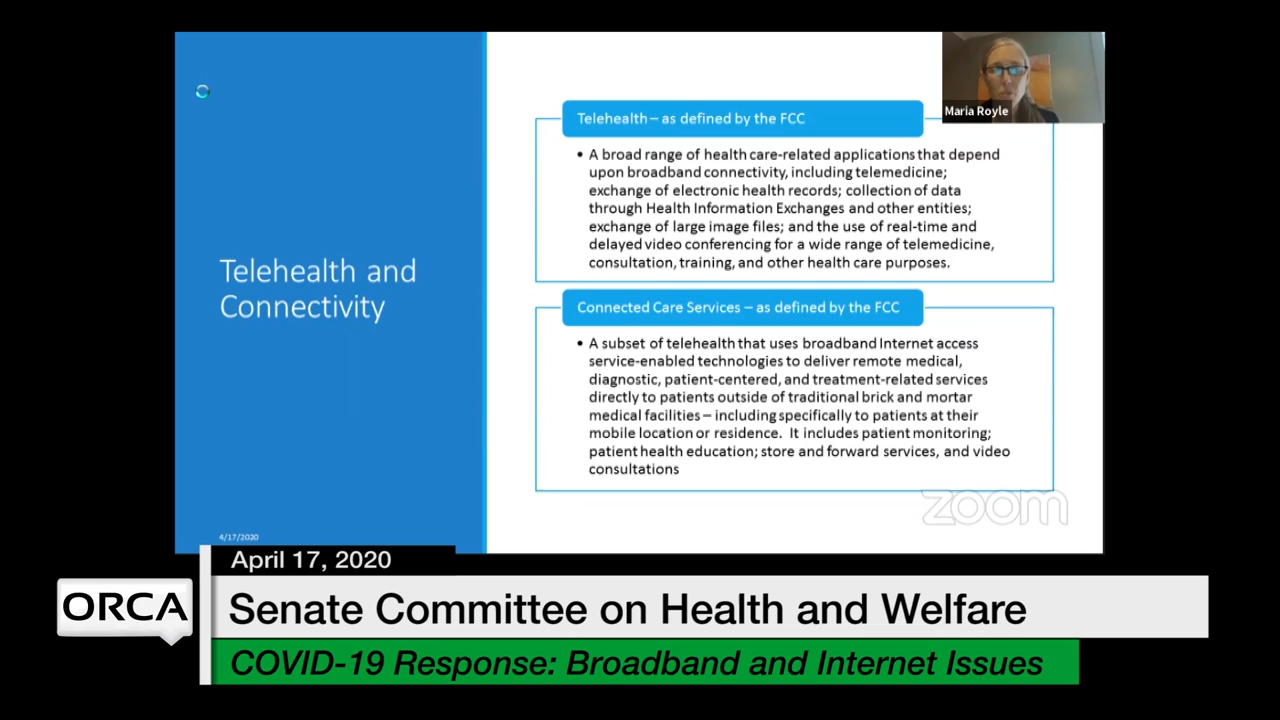 Maria Royle
Telehealth – as defined by the FCC
• A broad range of health care-related applications that depend
upon broadband connectivity, including telemedicine;
exchange of electronic health records; collection of data
through Health Information Exchanges and other entities;
exchange of large image files; and the use of real-time and
delayed video conferencing for a wide range of telemedicine,
consultation, training, and other health care purposes.
Telehealth and
Connectivity
Connected Care Services – as defined by the FCC
• A subset of telehealth that uses broadband Internet access
service-enabled technologies to deliver remote medical,
diagnostic, patient-centered, and treatment-related services
directly to patients outside of traditional brick and mortar
medical facilities – including specifically to patients at their
mobile location or residence. It includes patient monitoring;
patient health education; store and forward services, and video
consultations
zoom
4/17/2020
April 17, 2020
ORCA
Senate Committee on Health and Welfare
COVID-19 Response: Broadband and Internet Issues